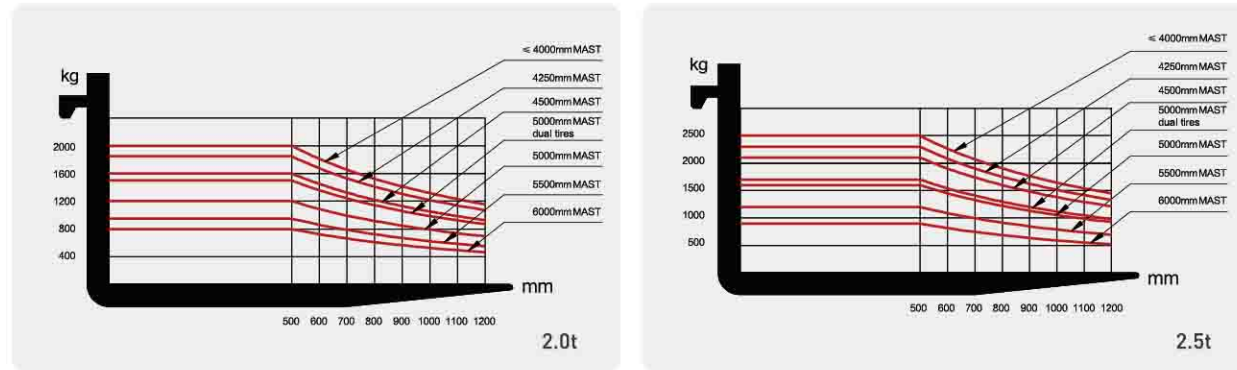 ≤ 4000mm MAST
kg
4250mm MAST
4500mm MAST
5000mm MAST
dual tires
5000mm MAST
5500mm MAST
6000mm MAST
2000
1600
1200
800
400
mm
500 600 700 800 900 1000 1100 1200
2.0t
≤ 4000mm MAST
kg
4250mm MAST
4500mm MAST
5000mm MAST
dual tires
5000mm MAST
5500mm MAST
6000mm MAST
2500
2000
1500
1000
500
mm
500 600 700 800 900 1000 1100 1200
2.5t